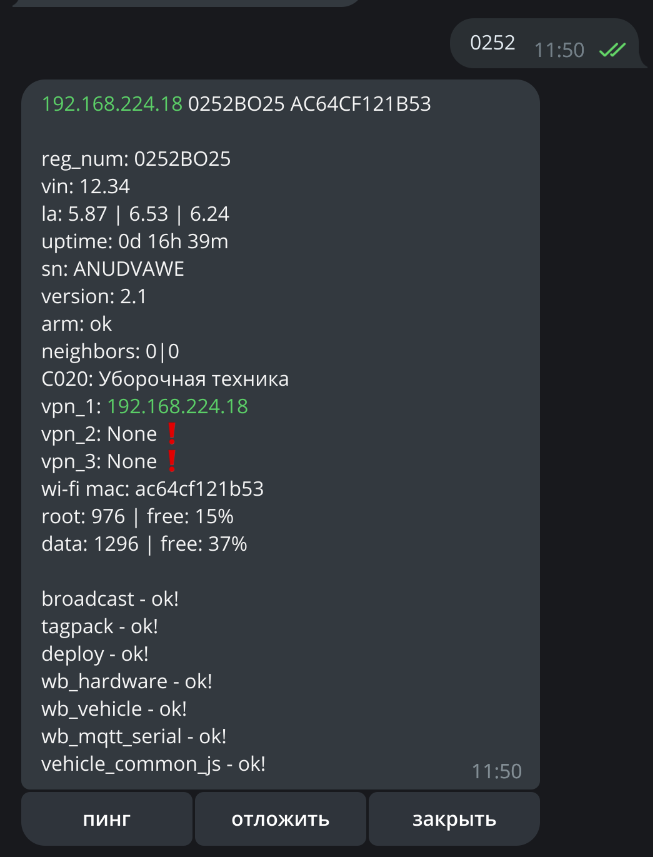 0252 11:50
192.168.224.18 0252BO25 AC64CF121B53
reg_num: 0252BO25
vin: 12.34
la: 5.87 | 6.53 | 6.24
uptime: 0d 16h 39m
sn: ANUDVAWE
version: 2.1
arm: ok
neighbors: 0|0
C020: Уборочная техника
vpn_1: 192.168.224.18
vpn_2: None❗
vpn_3: None❗
wi-fi mac: ac64cf121b53
root: 976 | free: 15%
data: 1296 | free: 37%
broadcast - ok!
tagpack - ok!
deploy - ok!
wb_hardware - ok!
wb_vehicle - ok!
wb_mqtt_serial - ok!
vehicle_common_js - ok!
11:50
пинг отложить закрыть